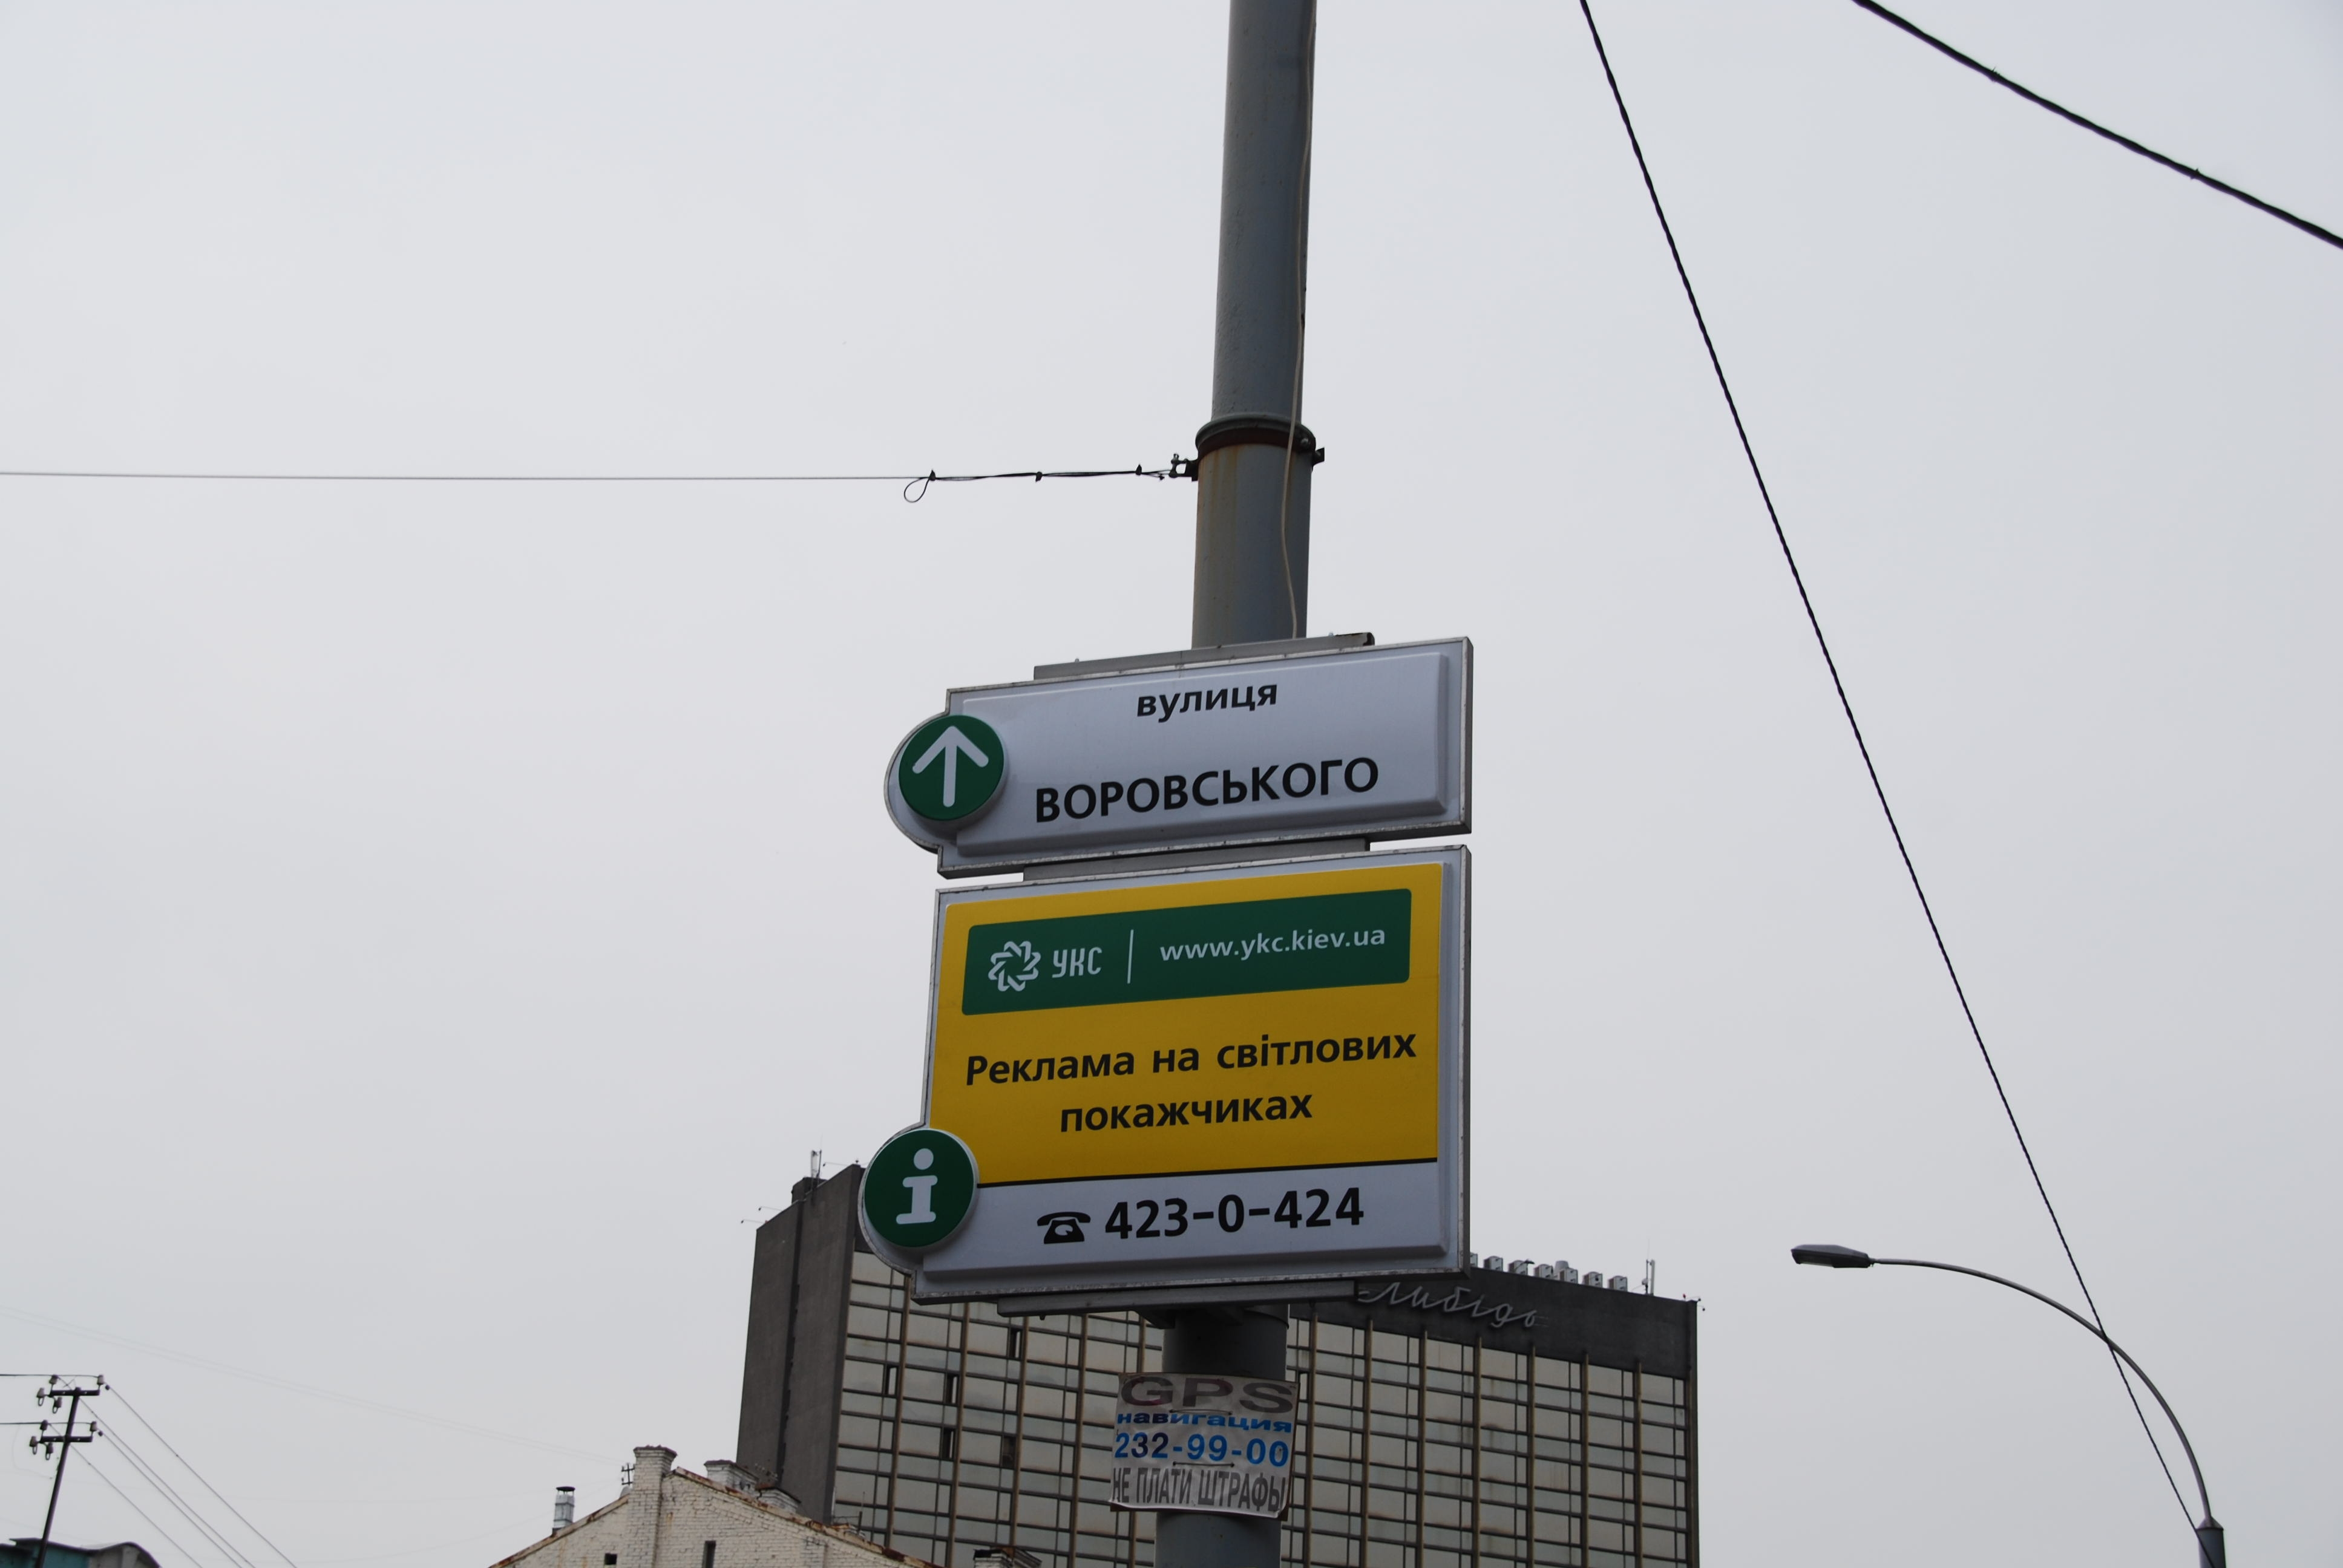 вулиця
ВОРОВСЬКОГО
УКС www.ykc.kiev.ua
Реклама на світлових
покажчиках
423-0-424
Либідь
GPS
навигация
232-99-00
НЕ ПЛАТИ ШТРАФЫ